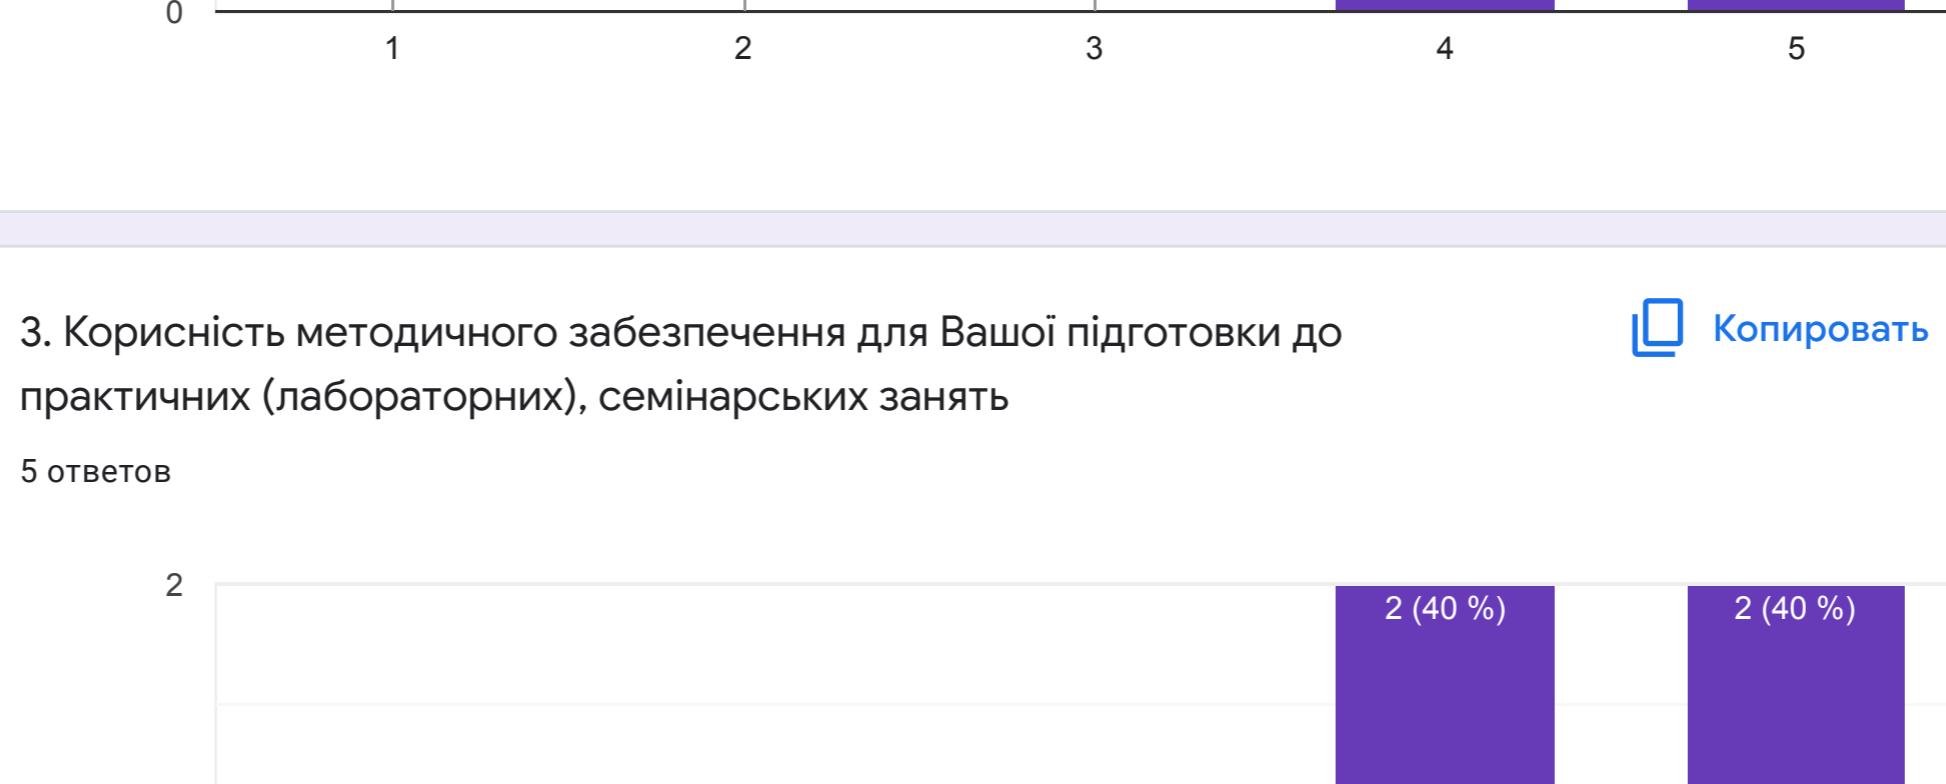 0
1 2 3 4 5
3. Корисність методичного забезпечення для Вашої підготовки до
практичних (лабораторних), семінарських занять
Копировать
5 ответов
2
2 (40 %) 2 (40 %)